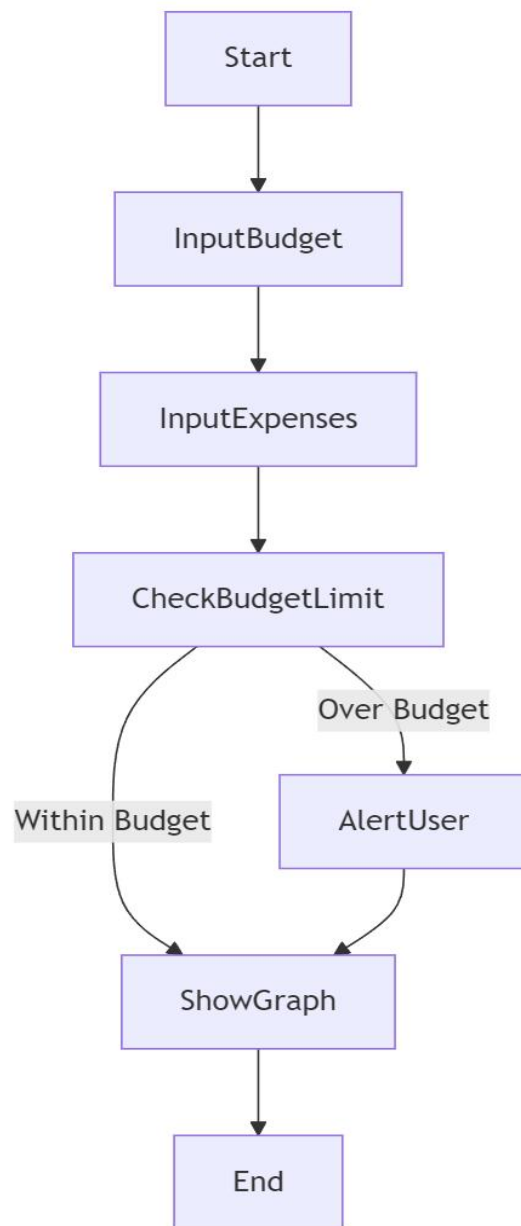 Start
InputBudget
InputExpenses
CheckBudgetLimit
Over Budget
Within Budget
AlertUser
ShowGraph
End